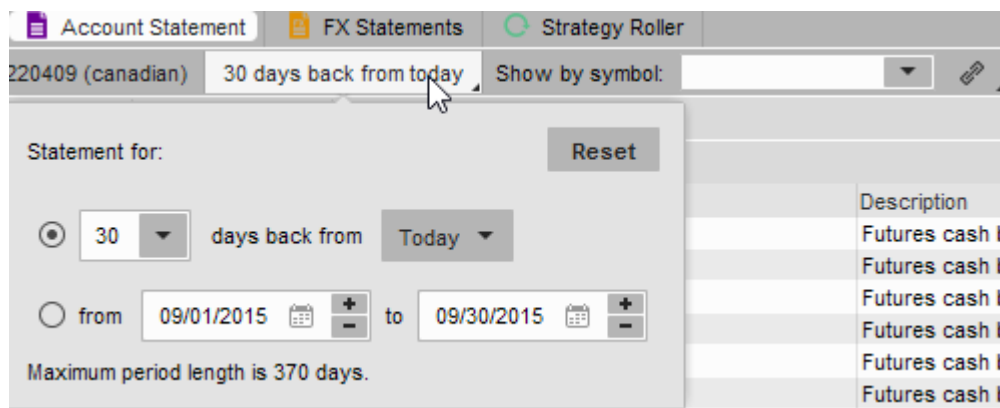 Account Statement FX Statements Strategy Roller
220409 (canadian) 30 days back from today Show by symbol:
Statement for: Reset
Description
30 days back from Today
Futures cash
Futures cash
from 09/01/2015 to 09/30/2015
Futures cash
Futures cash
Maximum period length is 370 days.
Futures cash
Futures cash